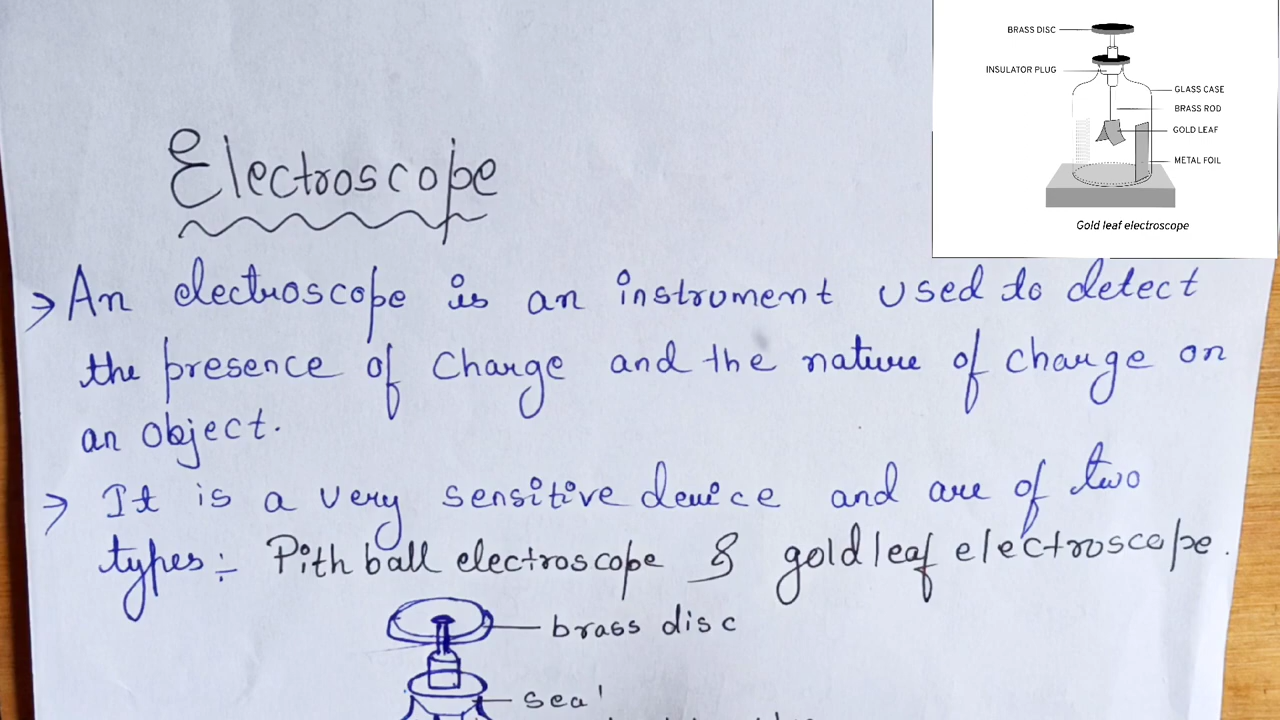 Electroscope
BRASS DISC
INSULATOR PLUG
GLASS CASE
BRASS ROD
GOLD LEAF
METAL FOIL
Gold leaf electroscope
→ An electroscope is an instrument used to detect
the presence of charge and the nature of charge on
an object.
→ It is a very sensitive device and are of two
types:- Pith ball electroscope & gold leaf electroscope.
brass disc
seal